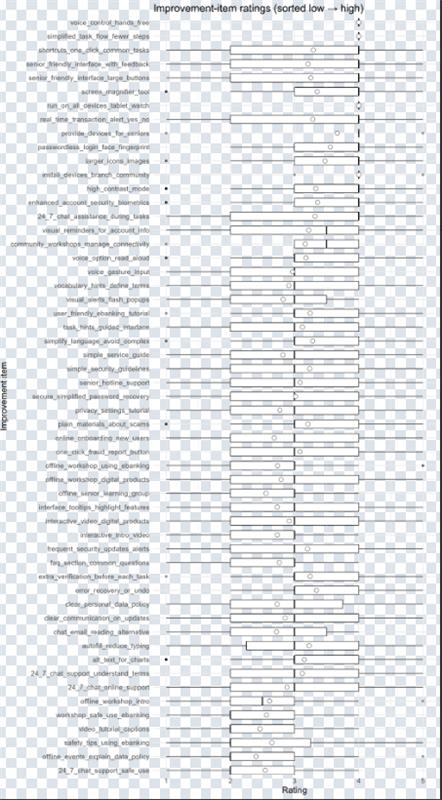 Improvement-item ratings (sorted low → high)
voice_control_hands_free
simplified_task_flow_fewer_steps
shortcuts_one_click_common_tasks
senior_friendly_interface_with_feedback
senior_friendly_interface_large_buttons
screen_magnifier_tool
run_on_all_devices_tablet_watch
real_time_transaction_alert_yes_no
provide_devices_for_seniors
passwordless_login_face_fingerprint
larger_icons_images
install_devices_branch_community
high_contrast_mode
enhanced_account_security_biometrics
24_7_chat_assistance_during_tasks
visual_reminders_for_account_info
community_workshops_manage_connectivity
voice_option_read_aloud
voice_gesture_input
vocabulary_hints_define_terms
visual_alerts_flash_popups
user_friendly_ebanking_tutorial
task_hints_guided_interface
simplify_language_avoid_complex
simple_service_guide
simple_security_guidelines
senior_hotline_support
secure_simplified_password_recovery
privacy_settings_tutorial
plain_materials_about_scams
online_onboarding_new_users
one_click_fraud_report_button
offline_workshop_using_ebanking
offline_workshop_digital_products
offline_senior_learning_group
interface_tooltips_highlight_features
interactive_video_digital_products
interactive_intro_video
frequent_security_updates_alerts
faq_section_common_questions
extra_verification_before_each_task
error_recovery_or_undo
clear_personal_data_policy
clear_communication_on_updates
chat_email_reading_alternative
autofill_reduce_typing
alt_text_for_charts
24_7_chat_support_understand_terms
24_7_chat_online_support
offline_workshop_intro
workshop_safe_use_ebanking
video_tutorial_captions
safety_tips_using_ebanking
offline_events_explain_data_policy
24_7_chat_support_safe_use
Improvement item
1 2 3 4 5
Rating